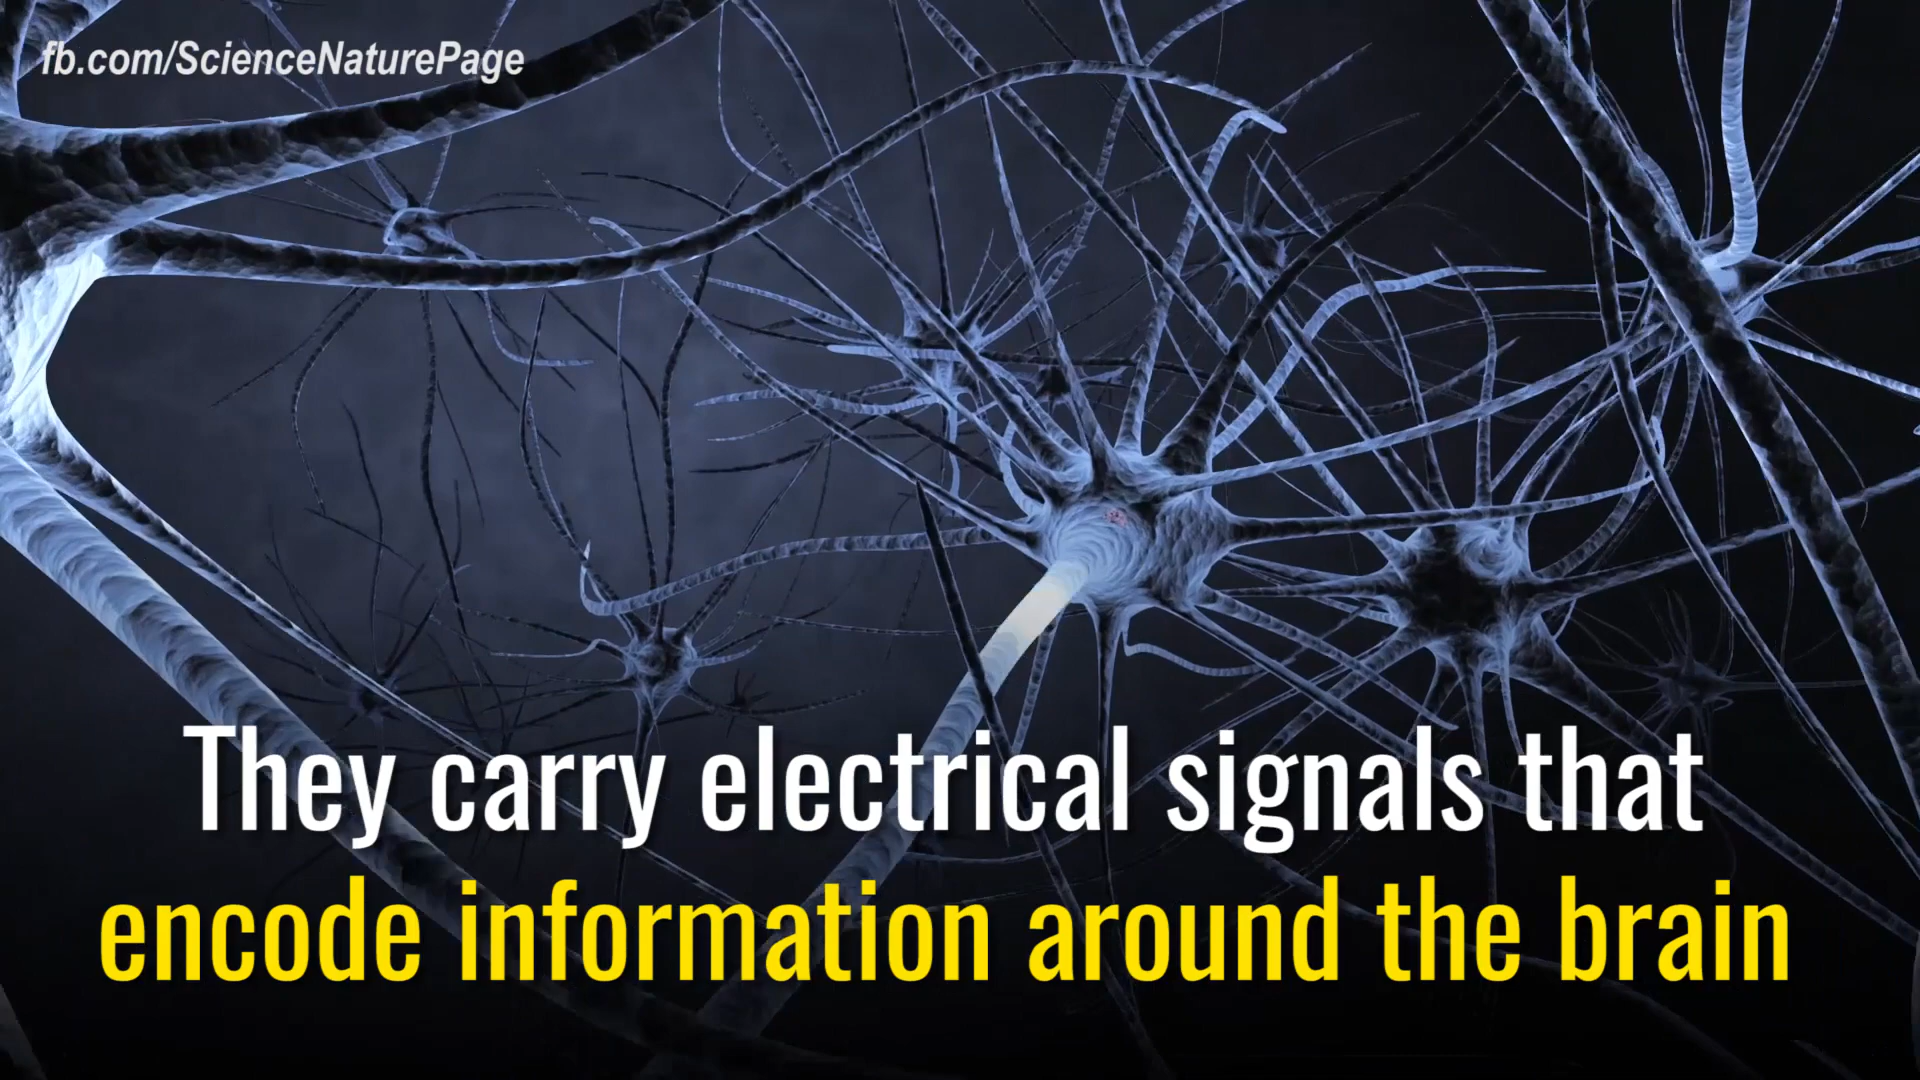 fb.com/ScienceNaturePage
They carry electrical signals that
encode information around the brain